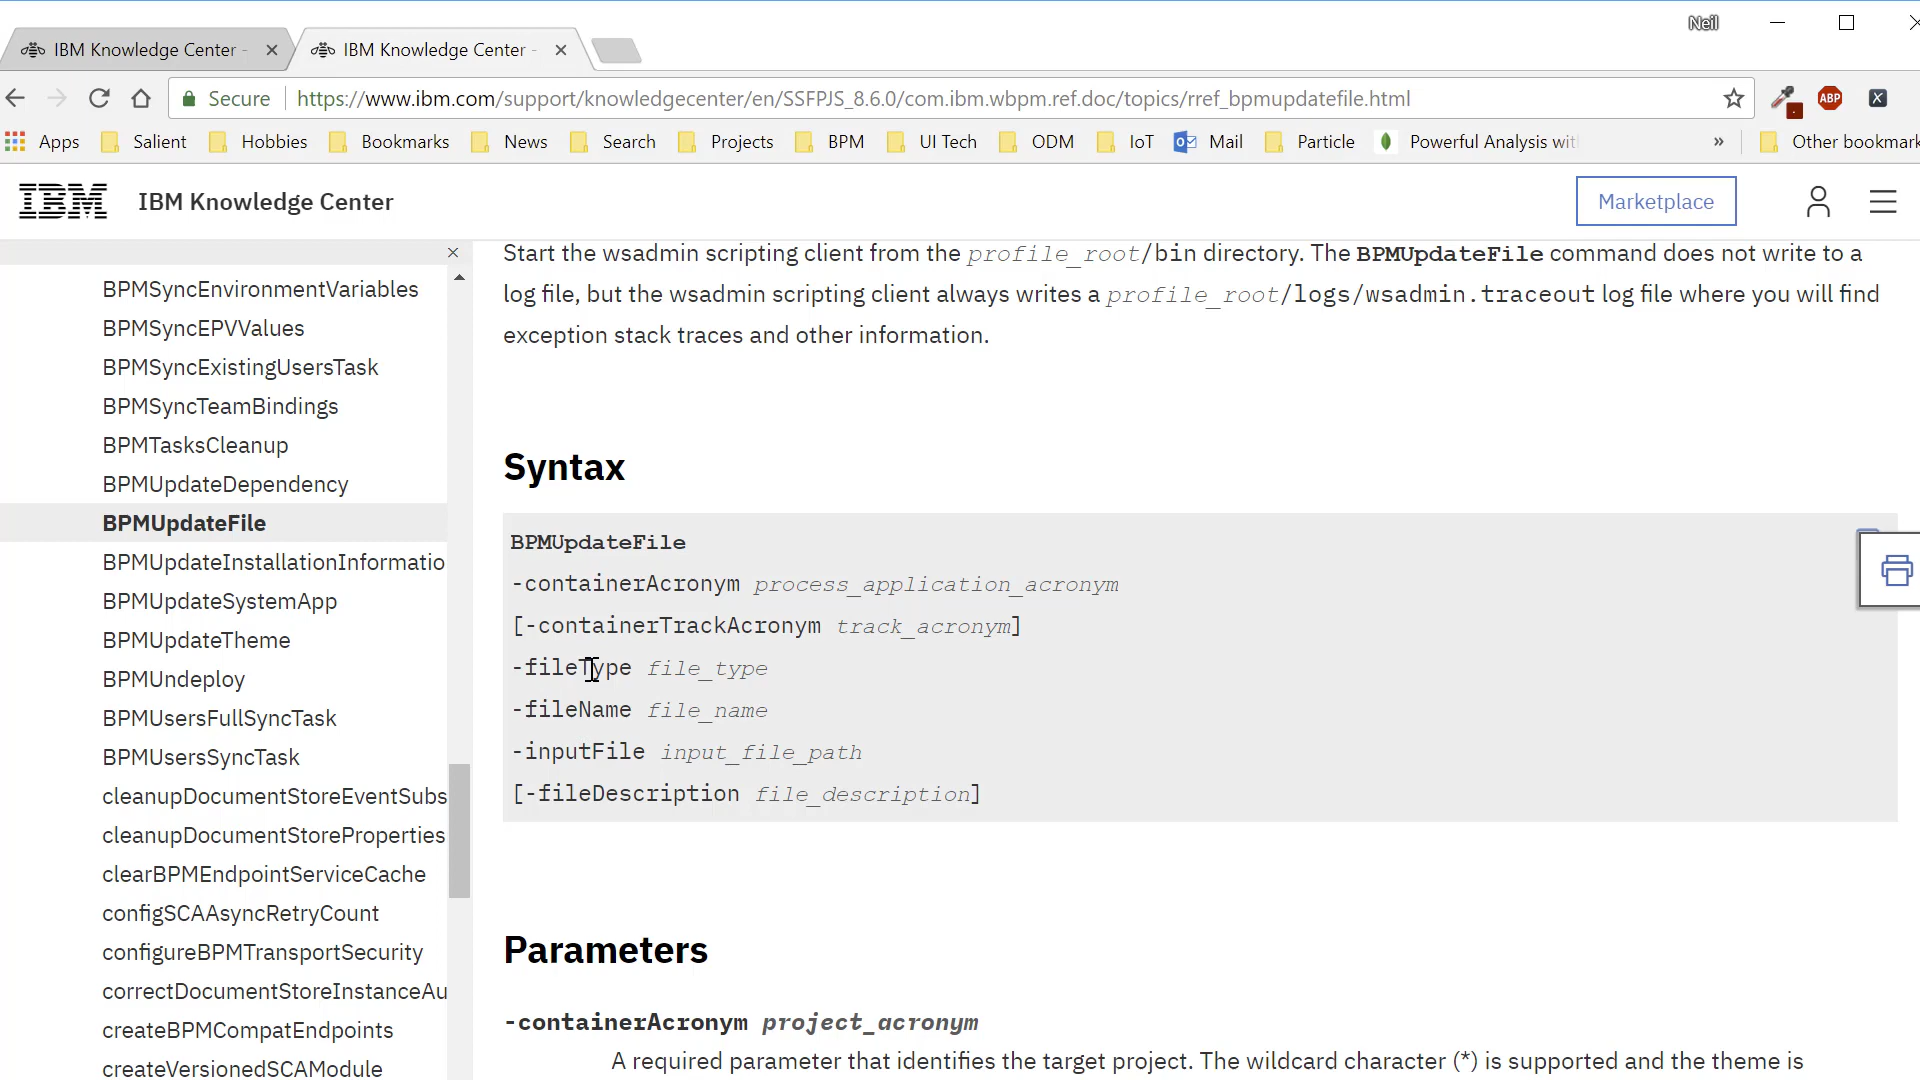 Neil
IBM Knowledge Center -
IBM Knowledge Center -
Secure
https://www.ibm.com/support/knowledgecenter/en/SSFPJS_8.6.0/com.ibm.wbpm.ref.doc/topics/rref_bpmupdatefile.html
ABP
X
Apps Salient Hobbies Bookmarks News Search Projects BPM UI Tech ODM IoT Mail Particle Powerful Analysis wit » Other bookmark
IBM
IBM Knowledge Center
Marketplace
BPMSyncEnvironmentVariables
BPMSyncEPVValues
BPMSyncExistingUsersTask
BPMSyncTeamBindings
BPMTasksCleanup
BPMUpdateDependency
BPMUpdateFile
BPMUpdateInstallationInformatio
BPMUpdateSystemApp
BPMUpdateTheme
BPMUndeploy
BPMUsersFullSyncTask
BPMUsersSyncTask
cleanupDocumentStoreEventSubs
cleanupDocumentStoreProperties
clearBPMEndpointServiceCache
configSCAAsyncRetryCount
configureBPMTransportSecurity
correctDocumentStoreInstanceAu
createBPMCompatEndpoints
createVersionedSCAModule
Start the wsadmin scripting client from the profile_root/bin directory. The BPMUpdateFile command does not write to a
log file, but the wsadmin scripting client always writes a profile_root/logs/wsadmin.traceout log file where you will find
exception stack traces and other information.
Syntax
BPMUpdateFile
-containerAcronym process_application_acronym
[-containerTrackAcronym track_acronym]
-fileType file_type
-fileName file_name
-inputFile input_file_path
[-fileDescription file_description]
Parameters
-containerAcronym project_acronym
A required parameter that identifies the target project. The wildcard character (*) is supported and the theme is